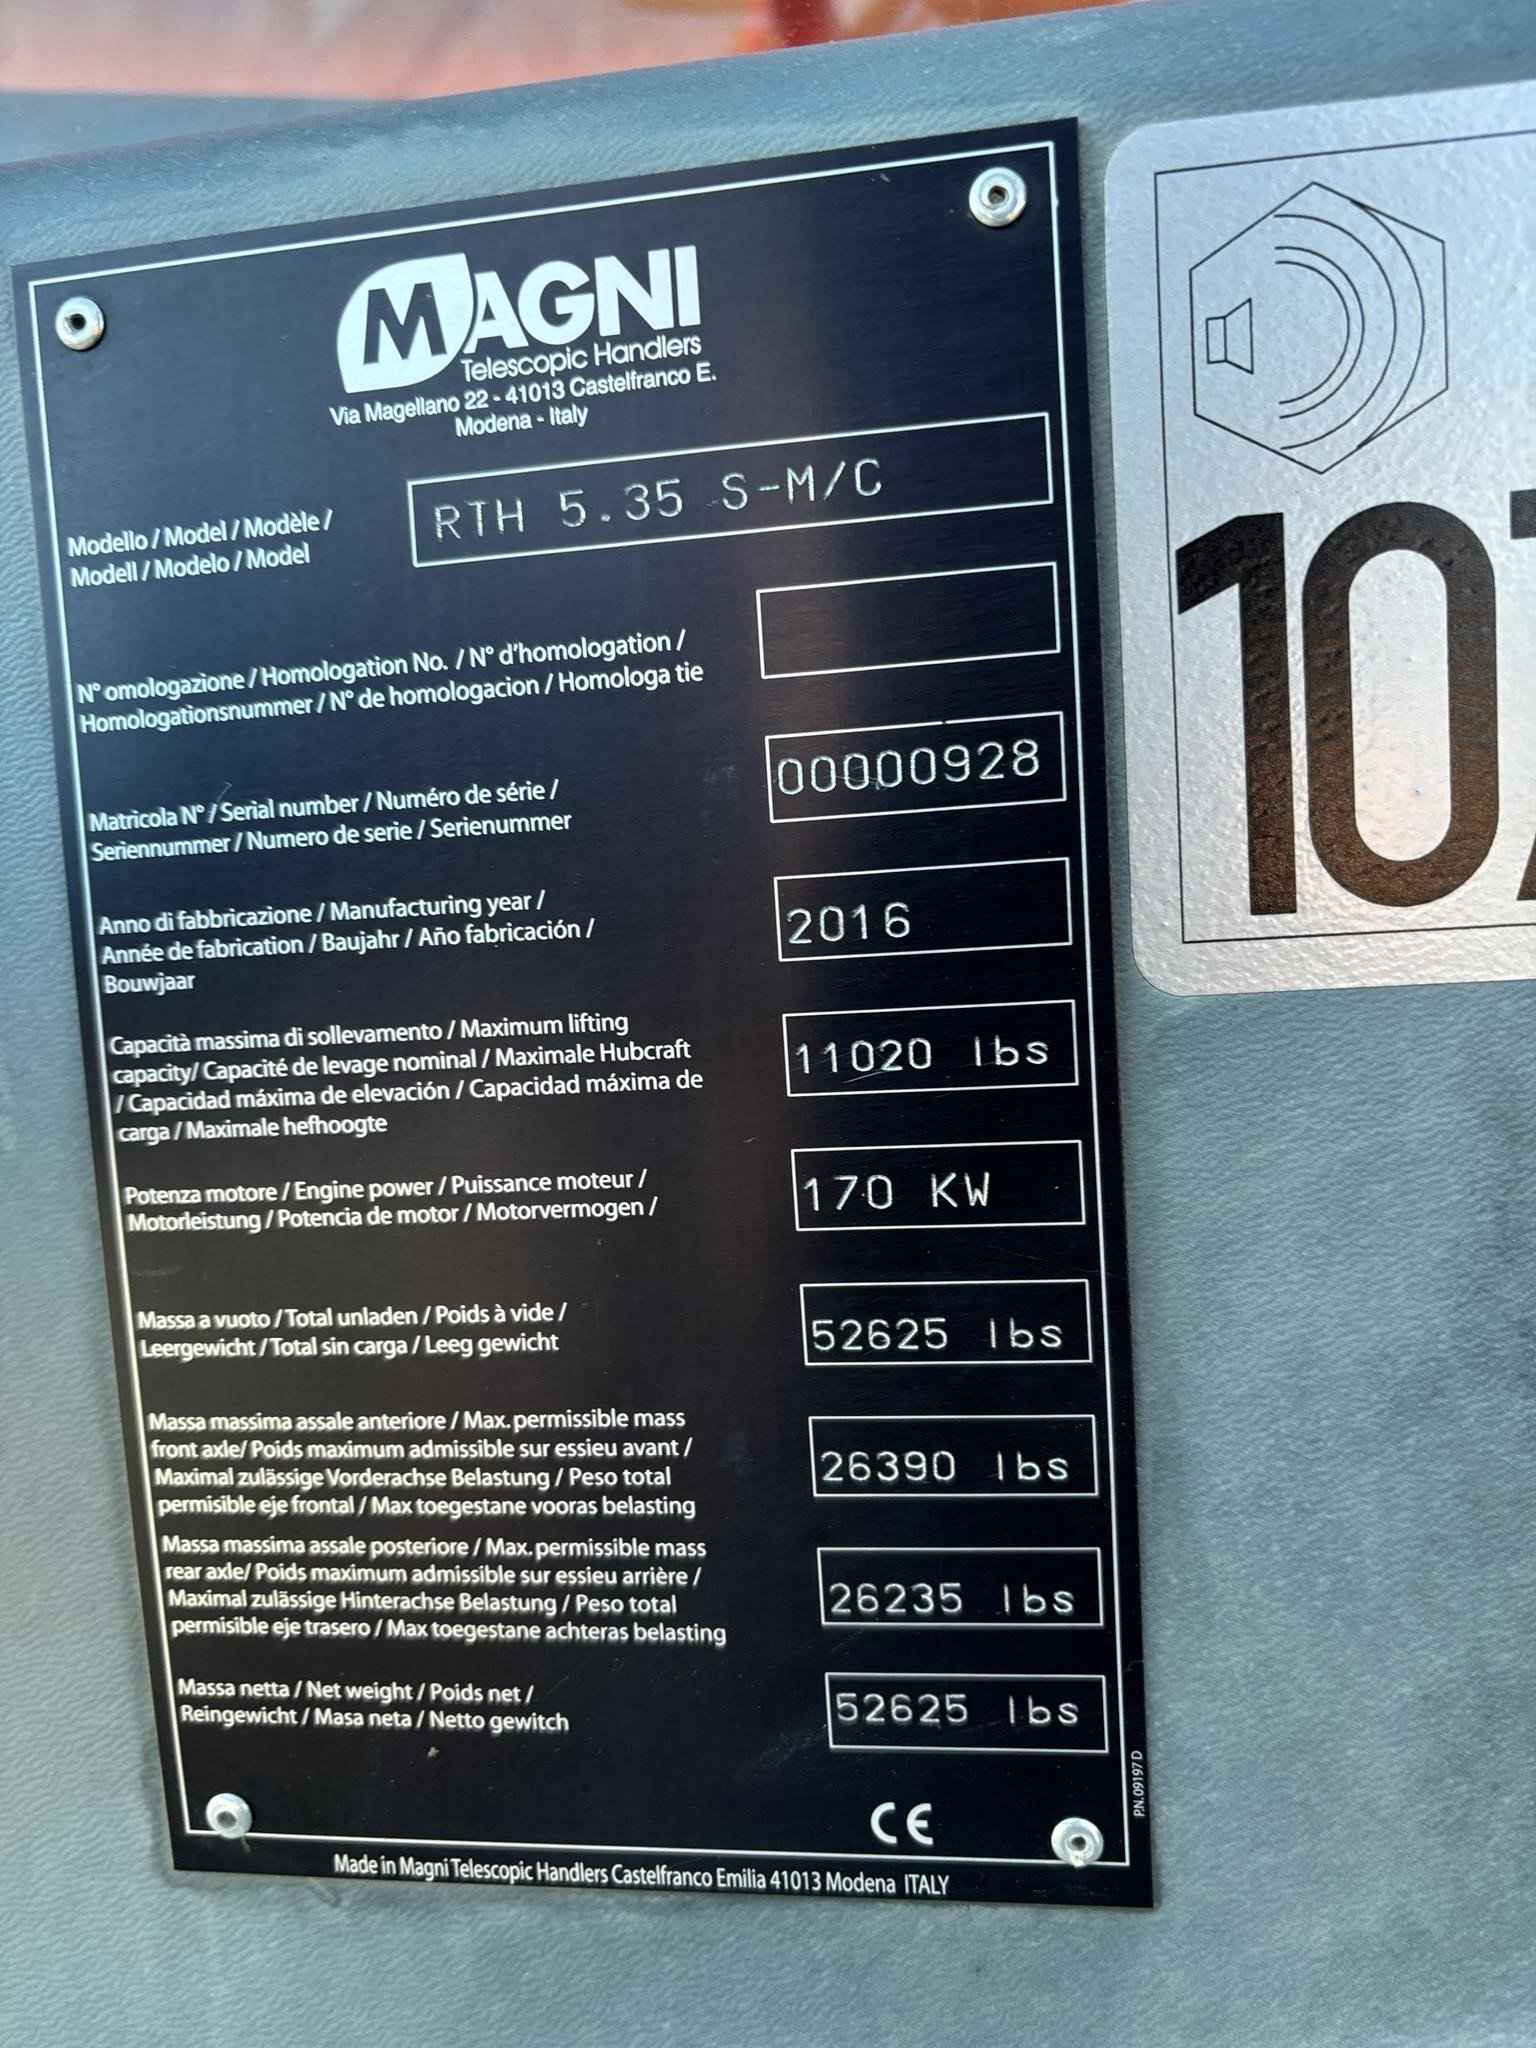 MAGNI
Telescopic Handlers
Via Magellano 22 - 41013 Castelfranco E.
Modena - Italy
Modello / Model / Modèle /
Modell / Modelo / Model
RTH 5.35 S-M/C
N° omologazione / Homologation No. / N° d'homologation /
Homologationsnummer / N° de homologacion / Homologa tie
Matricola N° / Serial number / Numéro de série /
Seriennummer / Numero de serie / Serienummer
00000928
Anno di fabbricazione / Manufacturing year /
Année de fabrication / Baujahr / Año fabricación /
Bouwjaar
2016
Capacità massima di sollevamento / Maximum lifting
capacity/ Capacité de levage nominal / Maximale Hubcraft
/ Capacidad máxima de elevación / Capacidad máxima de
carga / Maximale hefhoogte
11020 lbs
Potenza motore / Engine power / Puissance moteur /
Motorleistung / Potencia de motor / Motorvermogen /
170 KW
Massa a vuoto / Total unladen / Poids à vide /
Leergewicht / Total sin carga / Leeg gewicht
52625 lbs
Massa massima assale anteriore / Max. permissible mass
front axle/ Poids maximum admissible sur essieu avant /
Maximal zulässige Vorderachse Belastung / Peso total
permisible eje frontal / Max toegestane vooras belasting
26390 lbs
Massa massima assale posteriore / Max. permissible mass
rear axle/ Poids maximum admissible sur essieu arrière /
Maximal zulässige Hinterachse Belastung / Peso total
permisible eje trasero / Max toegestane achteras belasting
26235 lbs
Massa netta / Net weight / Poids net /
Reingewicht / Masa neta / Netto gewitch
52625 lbs
P.N. 09197 D
CE
Made in Magni Telescopic Handlers Castelfranco Emilia 41013 Modena ITALY
10